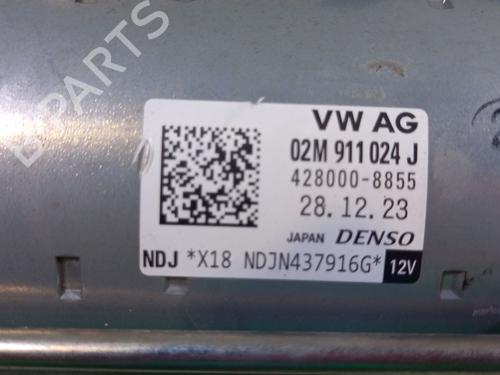 PARTS
VW AG
02M 911 024 J
428000-8855
28.12.23
JAPAN DENSO
NDJ *X18 NDJN437916G* 12V